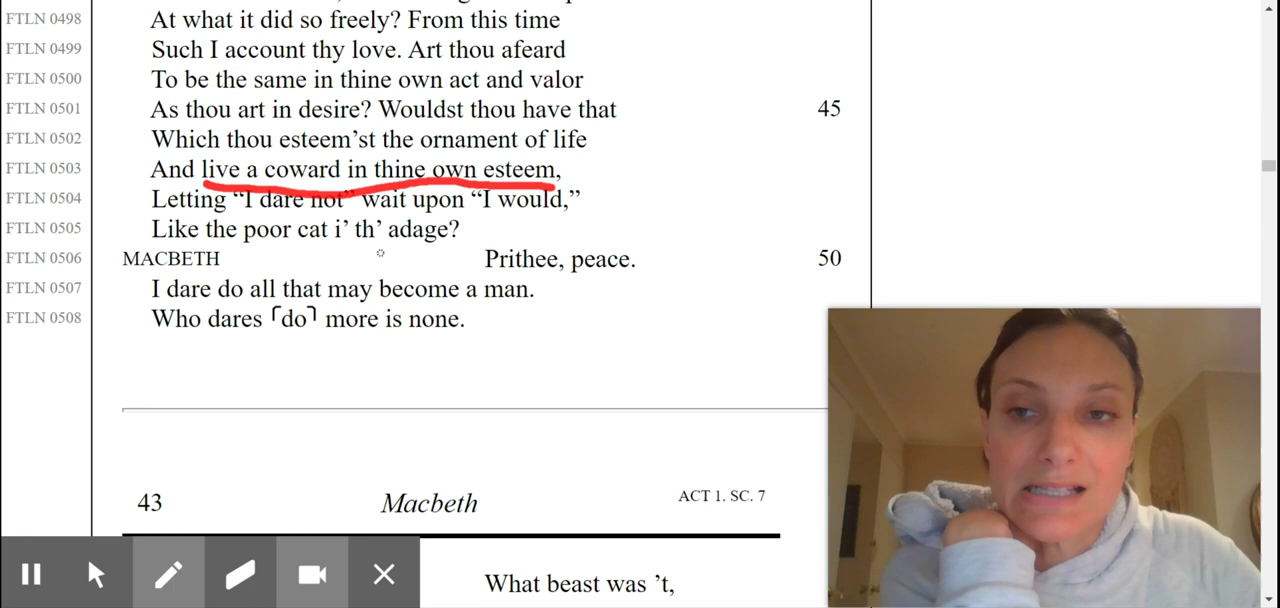 FTLN 0498 At what it did so freely? From this time
FTLN 0499 Such I account thy love. Art thou afeard
FTLN 0500 To be the same in thine own act and valor
FTLN 0501 As thou art in desire? Wouldst thou have that 45
FTLN 0502 Which thou esteem’st the ornament of life
FTLN 0503 And live a coward in thine own esteem,
FTLN 0504 Letting “I dare not” wait upon “I would,”
FTLN 0505 Like the poor cat i’ th’ adage?
FTLN 0506 MACBETH Prithee, peace. 50
FTLN 0507 I dare do all that may become a man.
FTLN 0508 Who dares ⌜do⌝ more is none.
43 Macbeth ACT 1. SC. 7
What beast was ’t,